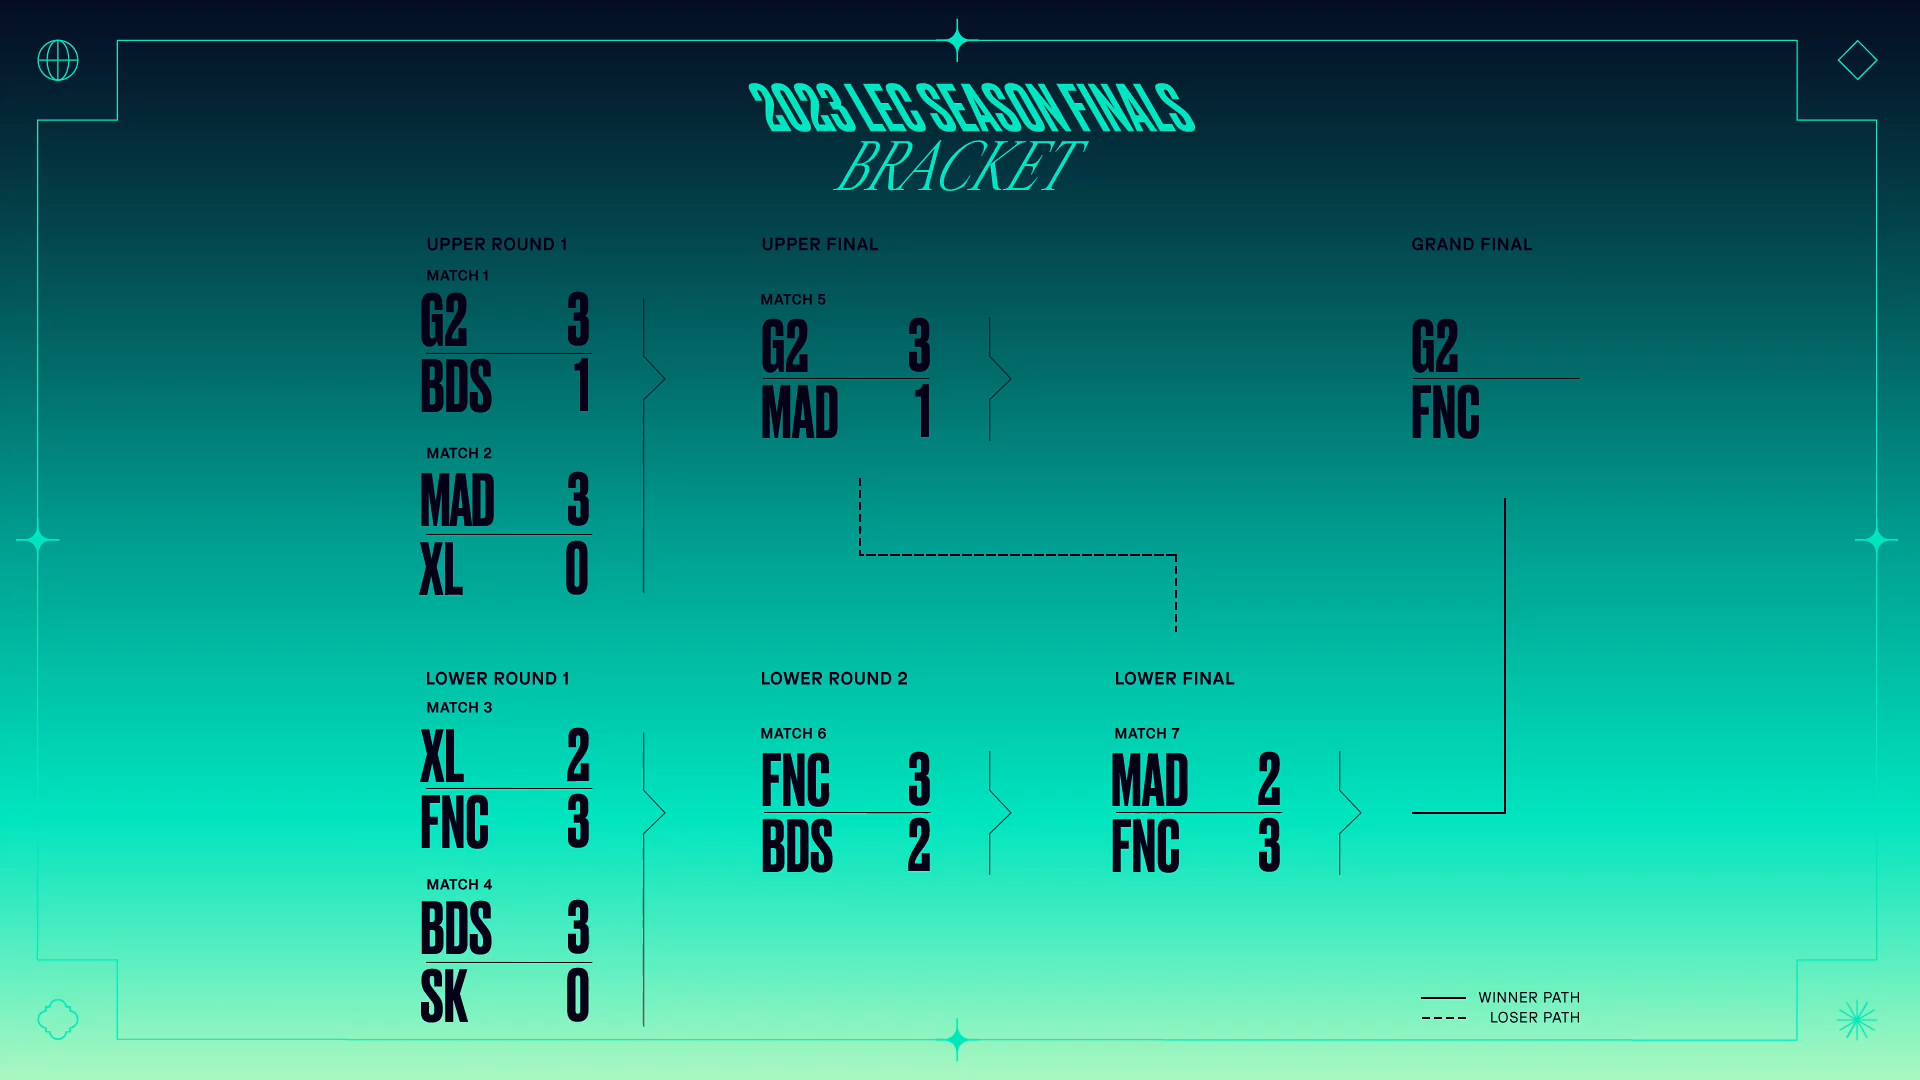 2023 LEC SEASON FINALS
BRACKET
UPPER ROUND 1
MATCH 1
G2 3
BDS 1
MATCH 2
MAD 3
XL 0
UPPER FINAL
MATCH 5
G2 3
MAD 1
GRAND FINAL
G2
FNC
LOWER ROUND 1
MATCH 3
XL 2
FNC 3
MATCH 4
BDS 3
SK 0
LOWER ROUND 2
MATCH 6
FNC 3
BDS 2
LOWER FINAL
MATCH 7
MAD 2
FNC 3
WINNER PATH
LOSER PATH